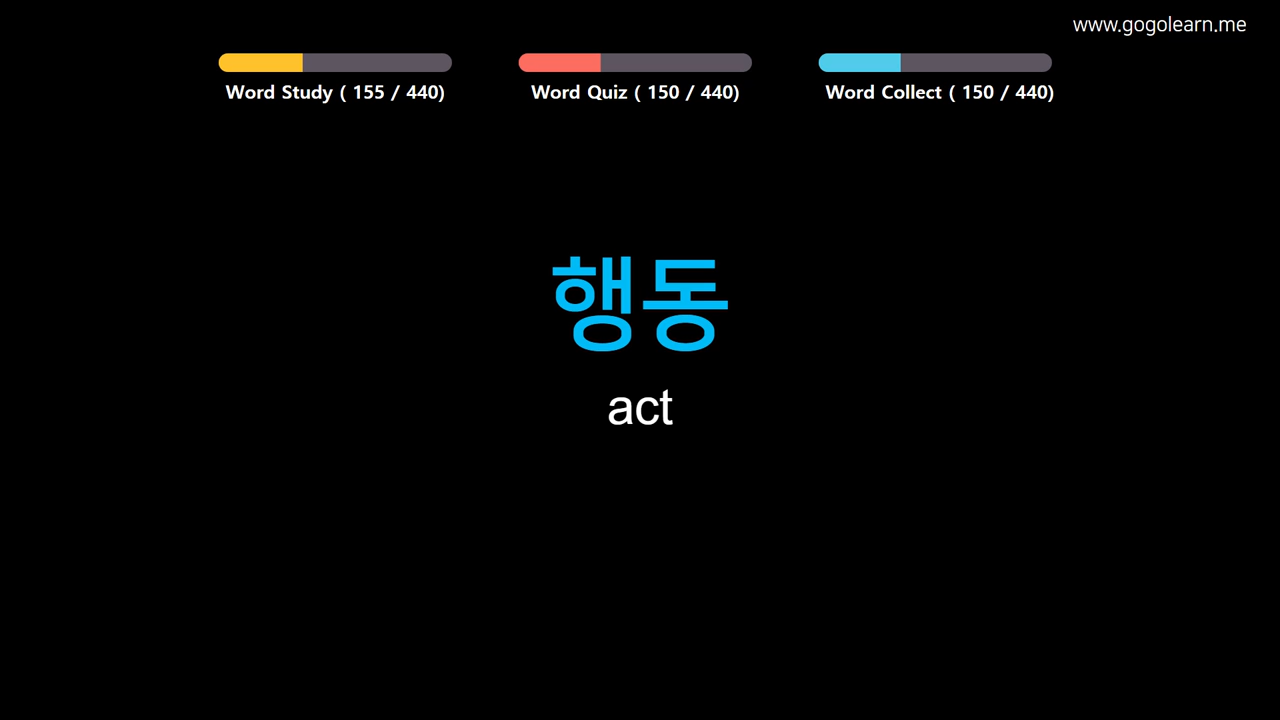 www.gogolearn.me
Word Study ( 155 / 440)
Word Quiz ( 150 / 440)
Word Collect ( 150 / 440)
행동
act